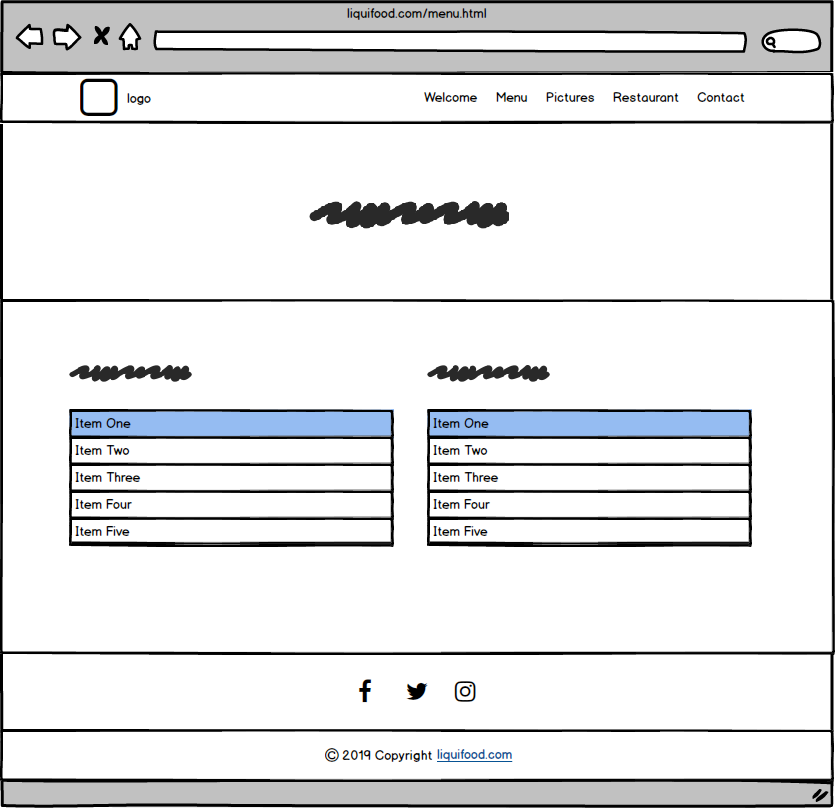 liquifood.com/menu.html
logo Welcome Menu Pictures Restaurant Contact
Item One
Item Two
Item Three
Item Four
Item Five
Item One
Item Two
Item Three
Item Four
Item Five
© 2019 Copyright liquifood.com